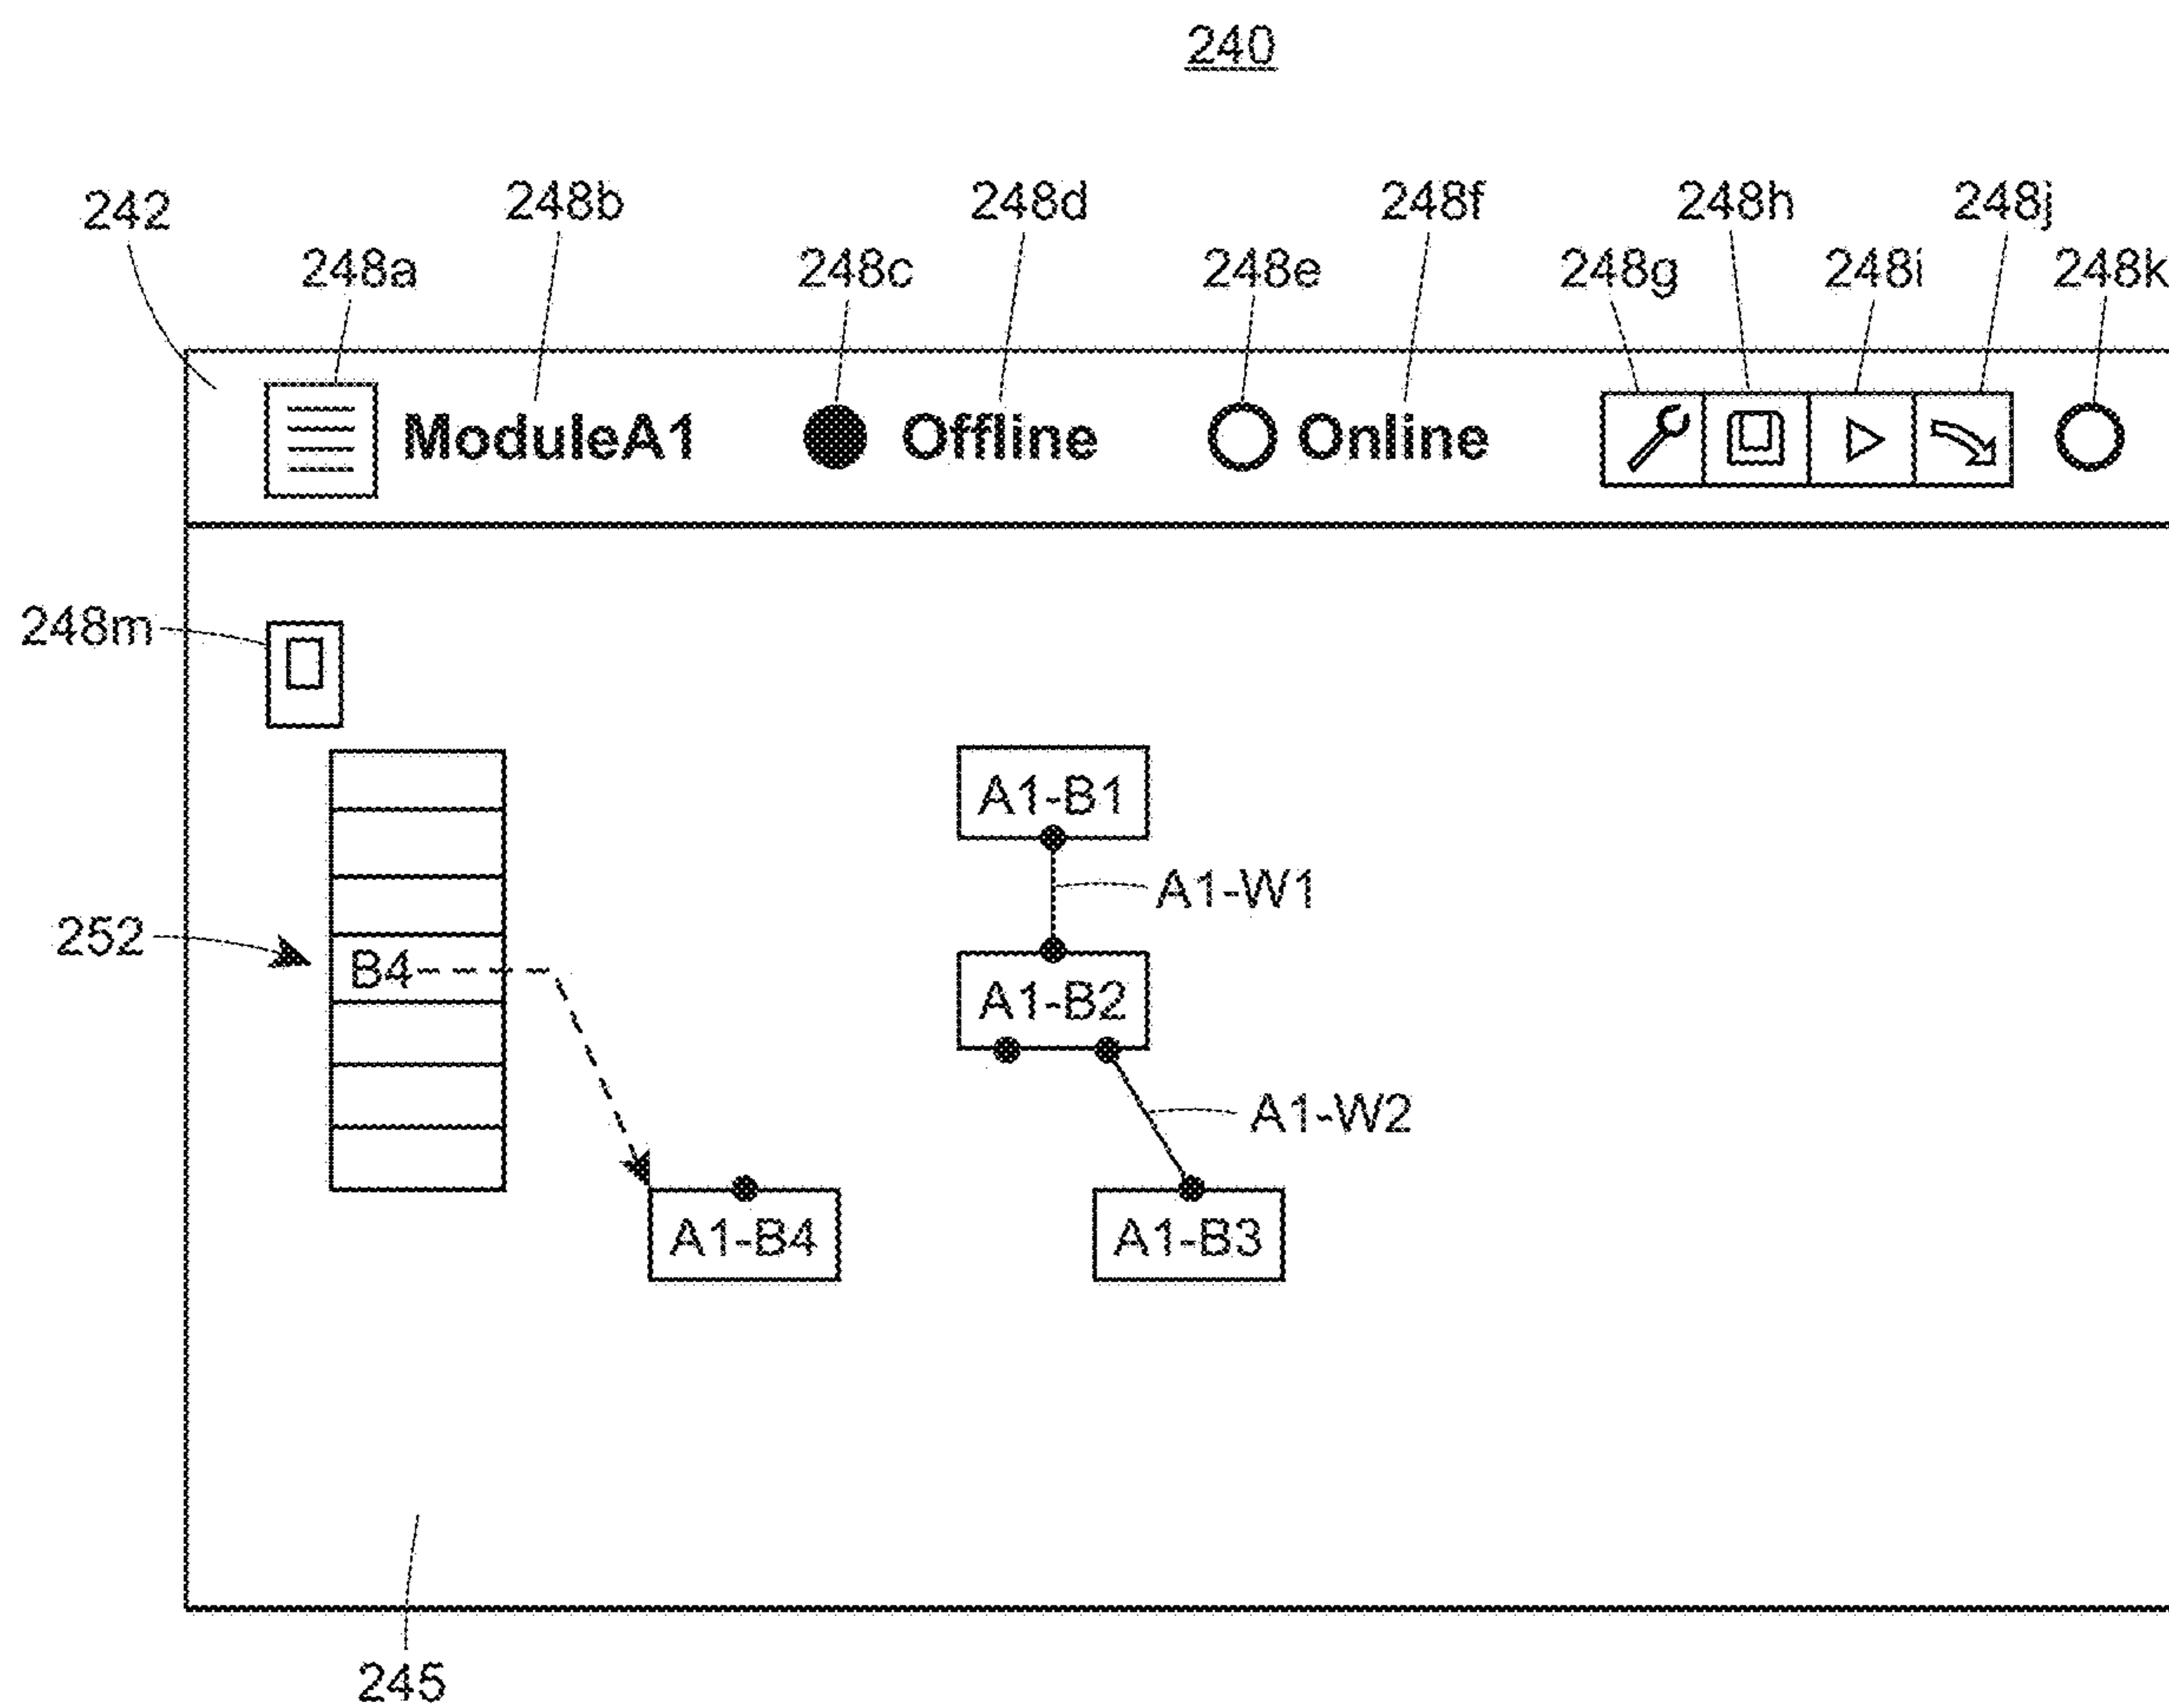 240
242 248b 248d 248f 248h 248j
248a 248c 248e 248g 248i 248k
ModuleA1 Offline Online
248m
A1-B1
A1-W1
252
B4
A1-B2
A1-W2
A1-B4 A1-B3
245